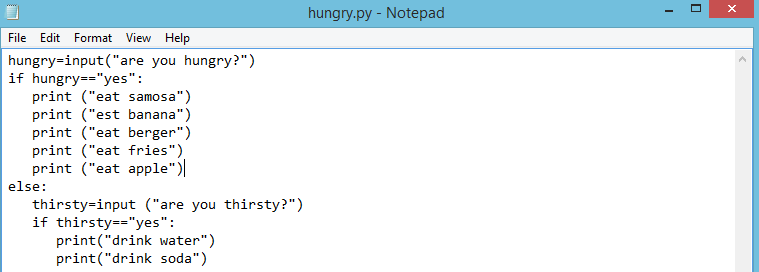 hungry.py - Notepad
File Edit Format View Help
hungry=input("are you hungry?")
if hungry=="yes":
   print ("eat samosa")
   print ("est banana")
   print ("eat berger")
   print ("eat fries")
   print ("eat apple")
else:
   thirsty=input ("are you thirsty?")
   if thirsty=="yes":
      print("drink water")
      print("drink soda")